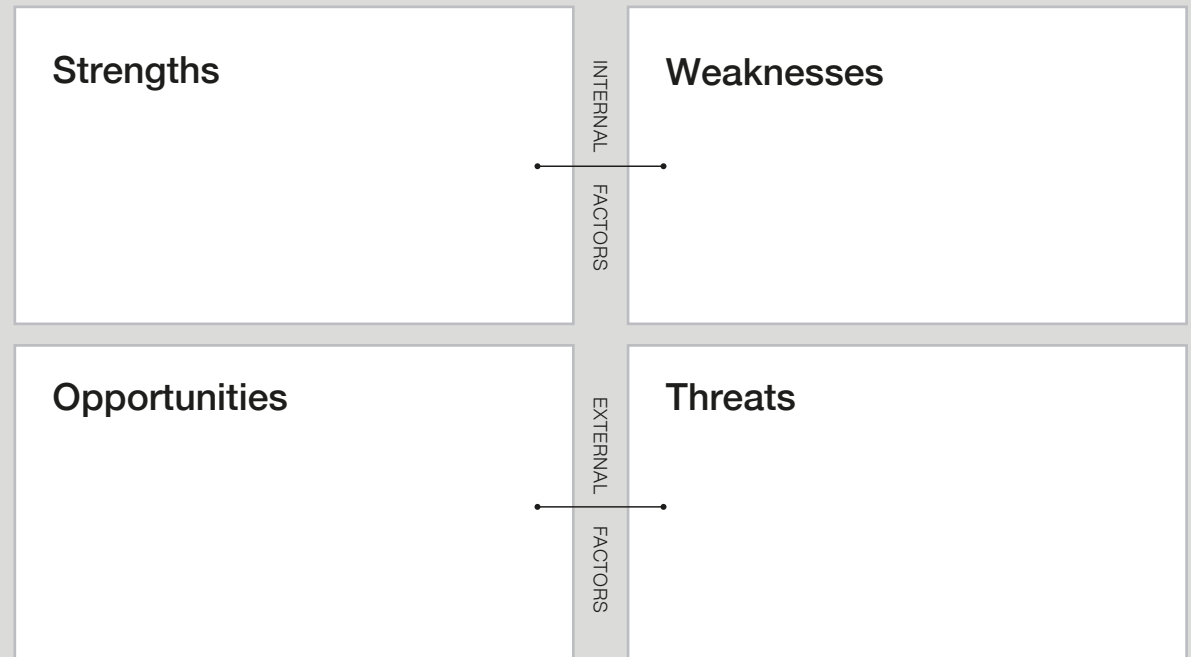 Strengths
INTERNAL FACTORS
Weaknesses
Opportunities
EXTERNAL FACTORS
Threats